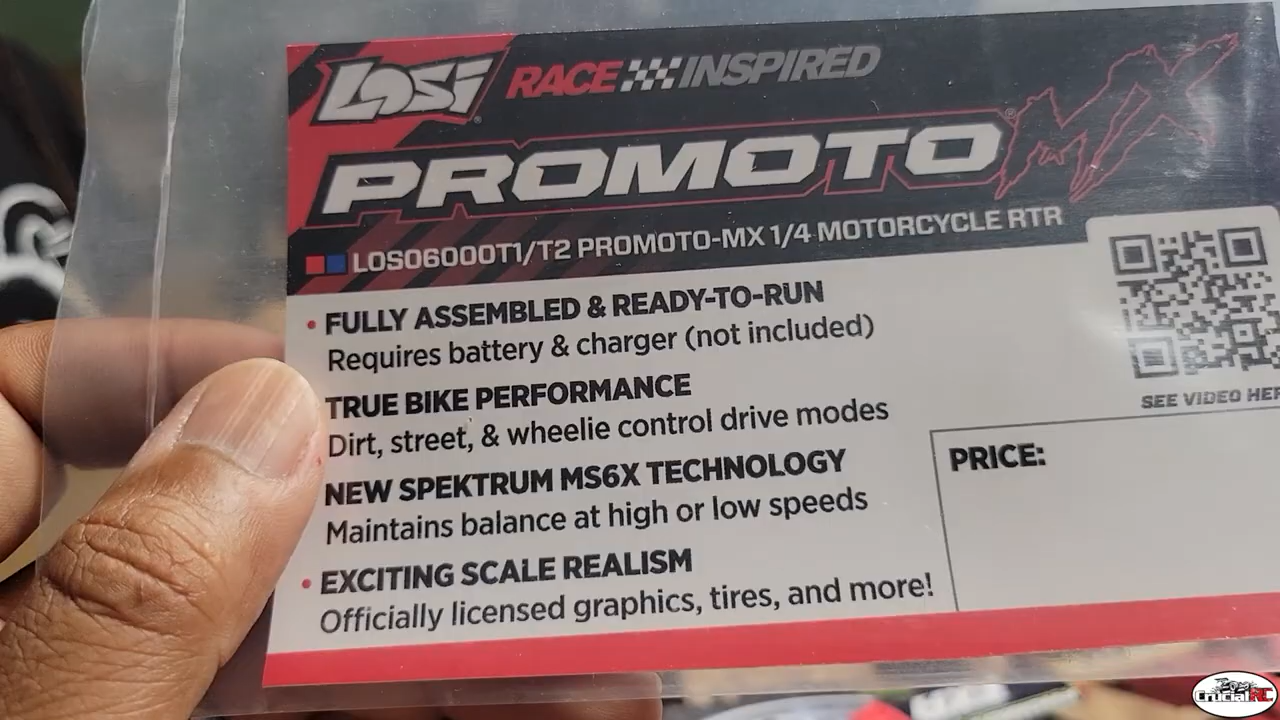 LOSI RACE INSPIRED
PROMOTO MX
LOS06000T1/T2 PROMOTO-MX 1/4 MOTORCYCLE RTR
• FULLY ASSEMBLED & READY-TO-RUN
Requires battery & charger (not included)
TRUE BIKE PERFORMANCE
Dirt, street, & wheelie control drive modes
NEW SPEKTRUM MS6X TECHNOLOGY
Maintains balance at high or low speeds
• EXCITING SCALE REALISM
Officially licensed graphics, tires, and more!
SEE VIDEO
PRICE:
CrucialRC